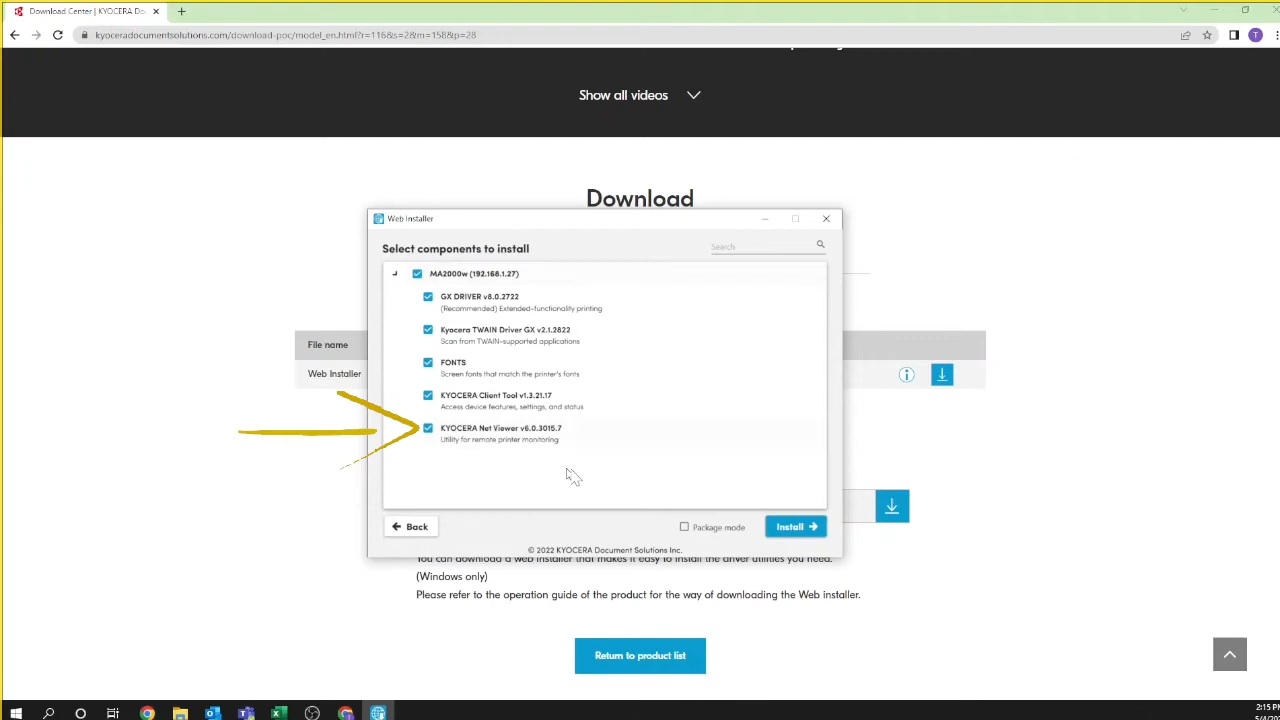 Download Center | KYOCERA Do
kyoceradocumentsolutions.com/download-poc/model_en.html?r=116&s=28&m=158&p=28
T
Show all videos
Download
Web Installer
Select components to install
Search
MA2000w (192.168.1.27)
GX DRIVER v8.0.2722
(Recommended) Extended-functionality printing
Kyocera TWAIN Driver GX v2.1.2822
Scan from TWAIN-supported applications
FONTS
Screen fonts that match the printer's fonts
KYOCERA Client Tool v1.3.21.17
Access device features, settings, and status
KYOCERA Net Viewer v6.0.3015.7
Utility for remote printer monitoring
Back
Package mode
Install
© 2022 KYOCERA Document Solutions Inc.
File name
Web Installer
You can download a web installer that makes it easy to install the driver utilities you need.
(Windows only)
Please refer to the operation guide of the product for the way of downloading the Web installer.
Return to product list
2:15 P
5/4/20